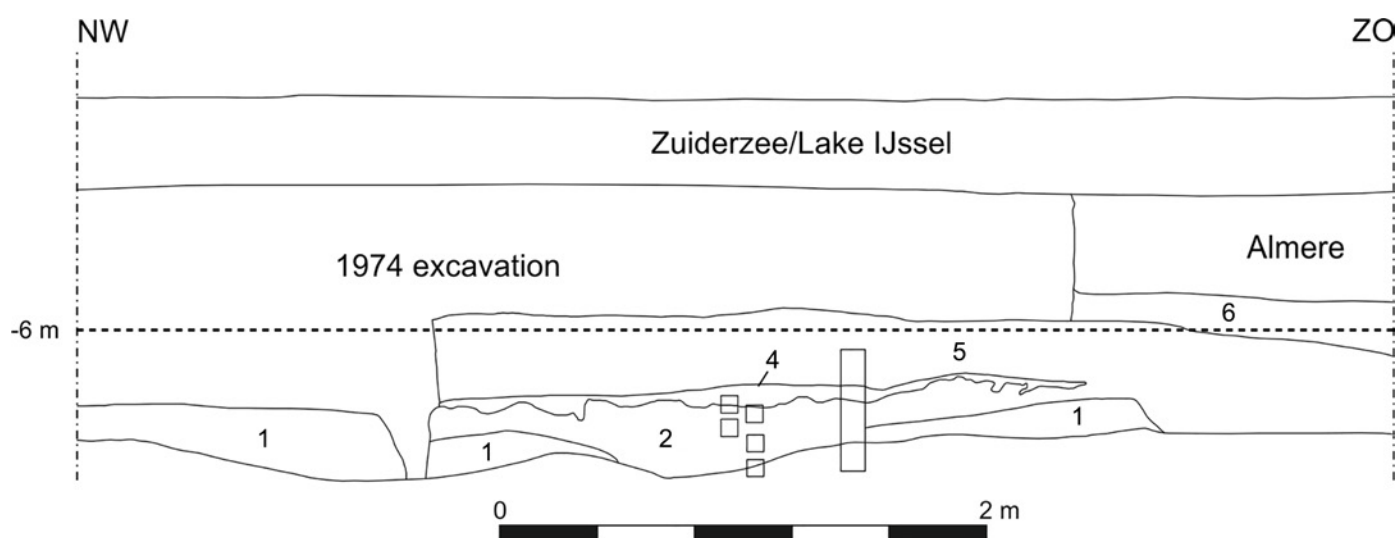 NW
ZO
Zuiderzee/Lake IJssel
1974 excavation
Almere
6
-6 m
4
5
1
2
1
1
0
2 m